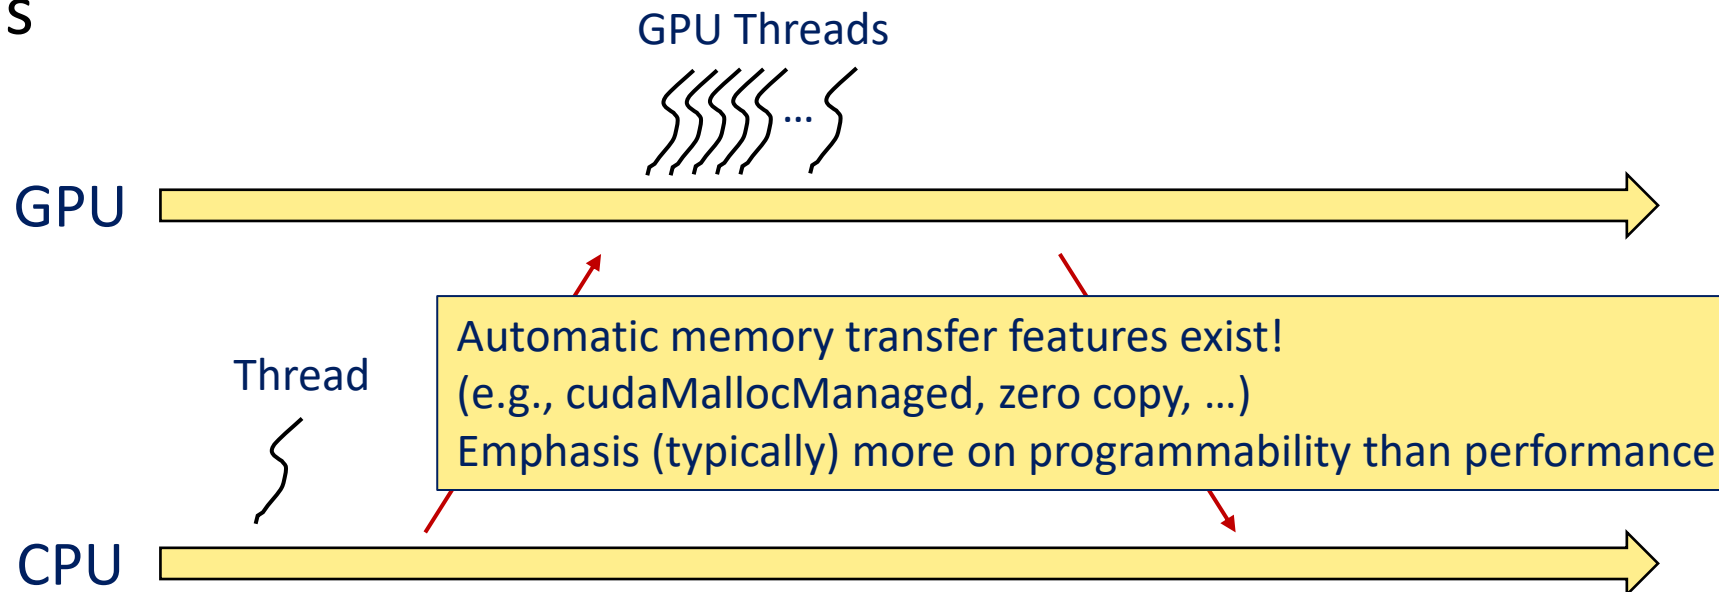 s
GPU Threads
...
GPU
Automatic memory transfer features exist!
(e.g., cudaMallocManaged, zero copy, …)
Emphasis (typically) more on programmability than performance
Thread
CPU